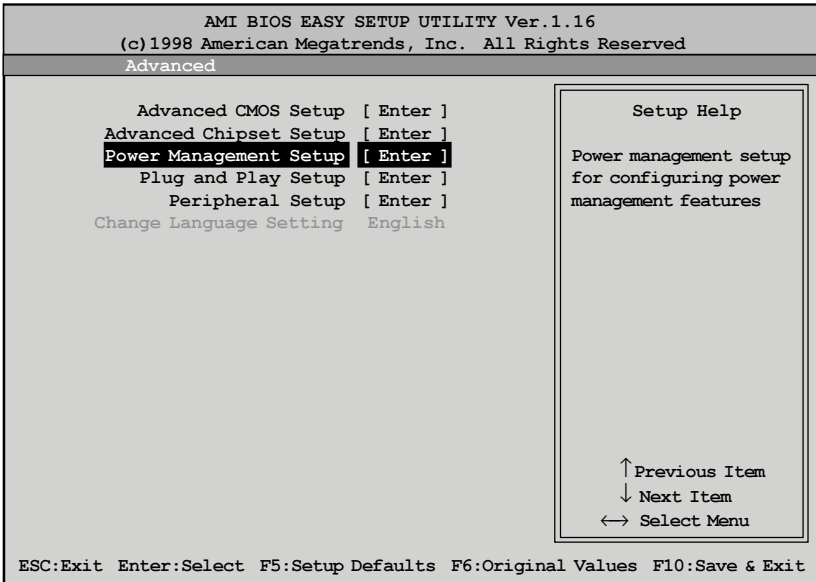 AMI BIOS EASY SETUP UTILITY Ver.1.16
(c)1998 American Megatrends, Inc. All Rights Reserved
Advanced
Advanced CMOS Setup [ Enter ]
Advanced Chipset Setup [ Enter ]
Power Management Setup [ Enter ]
Plug and Play Setup [ Enter ]
Peripheral Setup [ Enter ]
Change Language Setting English
Setup Help
Power management setup
for configuring power
management features
↑ Previous Item
↓ Next Item
↔ Select Menu
ESC:Exit Enter:Select F5:Setup Defaults F6:Original Values F10:Save & Exit